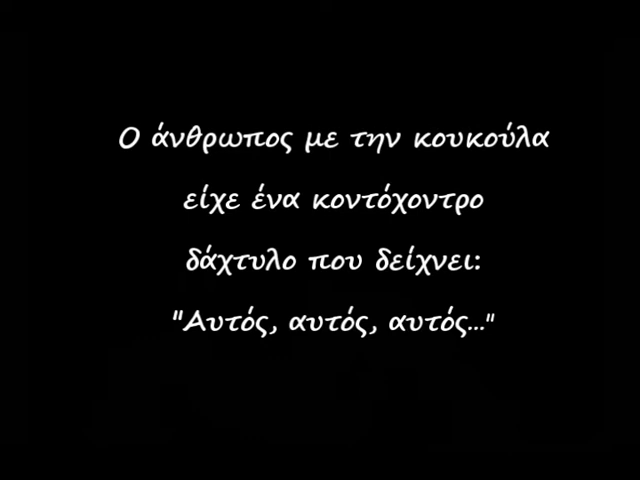 Ο άνθρωπος με την κουκούλα
είχε ένα κοντόχοντρο
δάχτυλο που δείχνει:
"Αυτός, αυτός, αυτός..."